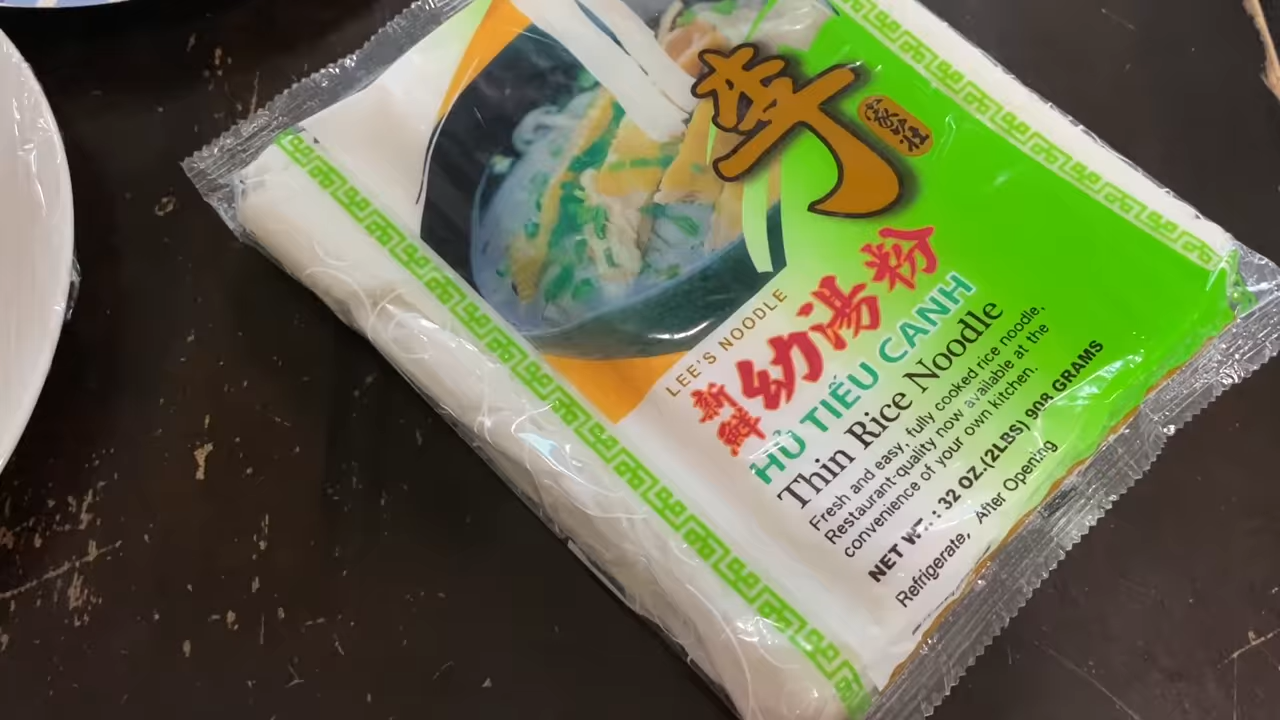 李
家莊
LEE'S NOODLE
新鮮
幼湯粉
HỦ TIẾU CANH
Thin Rice Noodle
Fresh and easy, fully cooked rice noodle,
Restaurant-quality now available at the
convenience of your own kitchen.
NET WT.: 32 OZ.(2LBS) 908 GRAMS
Refrigerate, After Opening